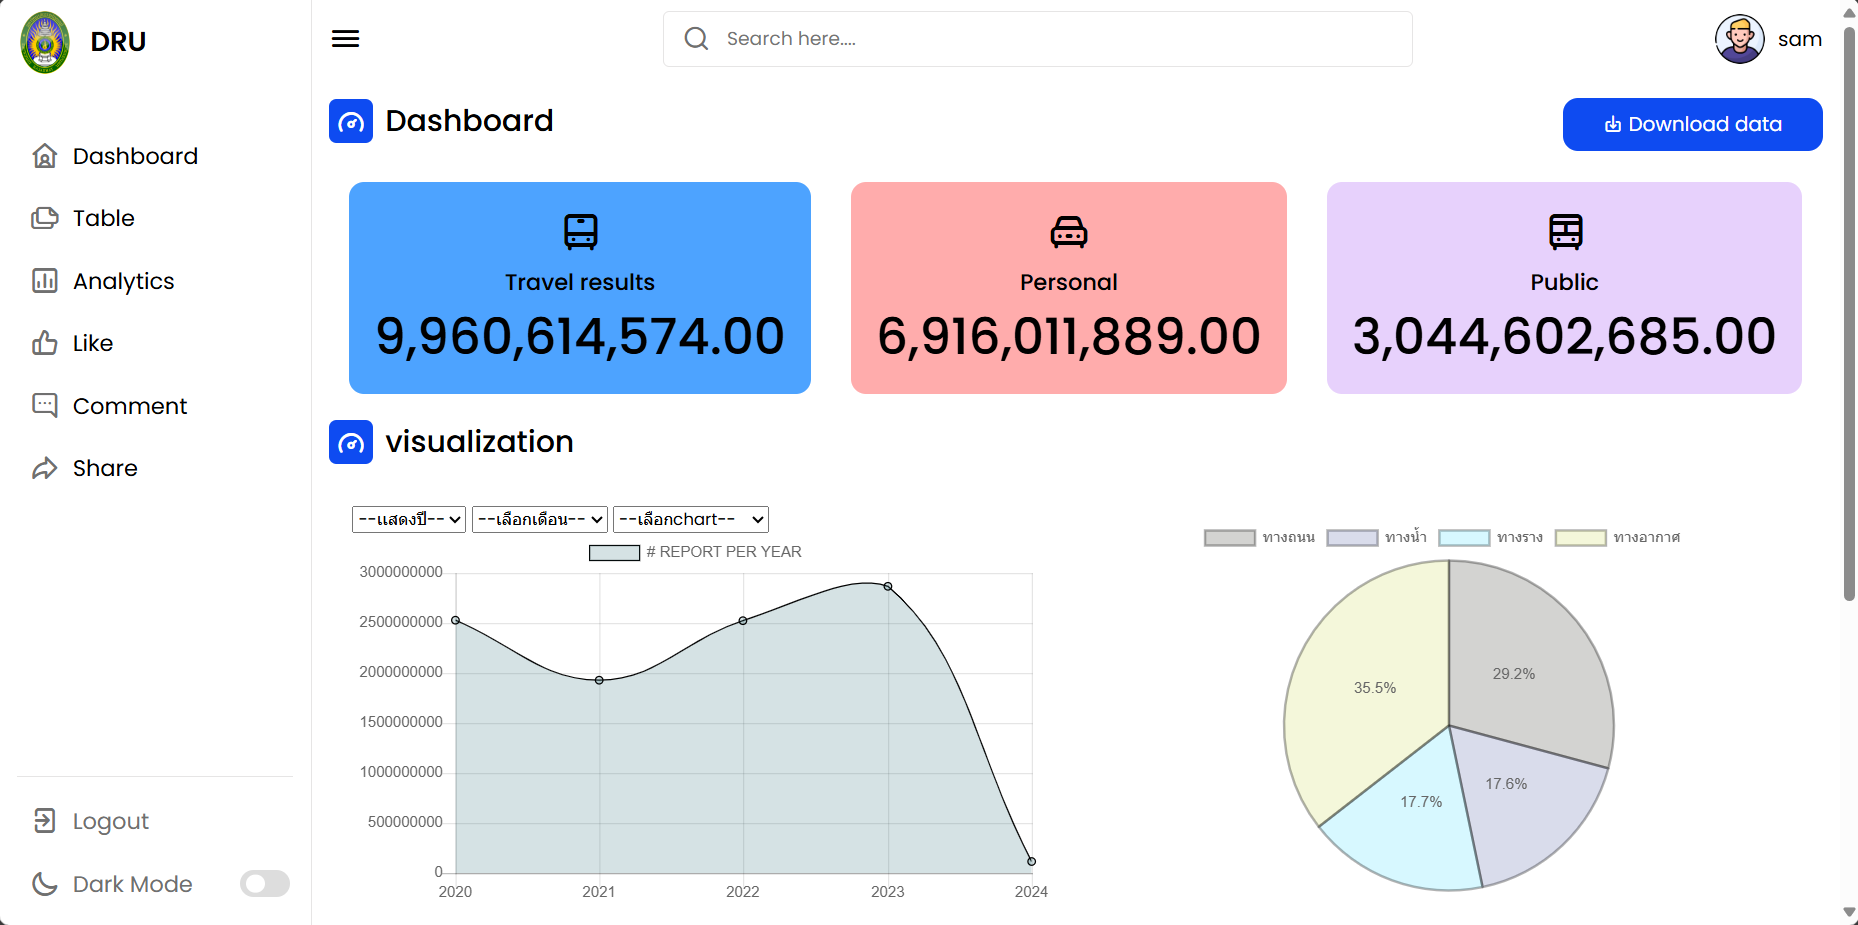 DRU
Search here....
sam
Dashboard
Table
Analytics
Like
Comment
Share
Logout
Dark Mode
Dashboard
Download data
Travel results
9,960,614,574.00
Personal
6,916,011,889.00
Public
3,044,602,685.00
visualization
--แสดงปี-- --เลือกเดือน-- --เลือกchart--
# REPORT PER YEAR
3000000000
2500000000
2000000000
1500000000
1000000000
500000000
0
2020 2021 2022 2023 2024
ทางถนน ทางน้ำ ทางราง ทางอากาศ
35.5%
29.2%
17.7%
17.6%